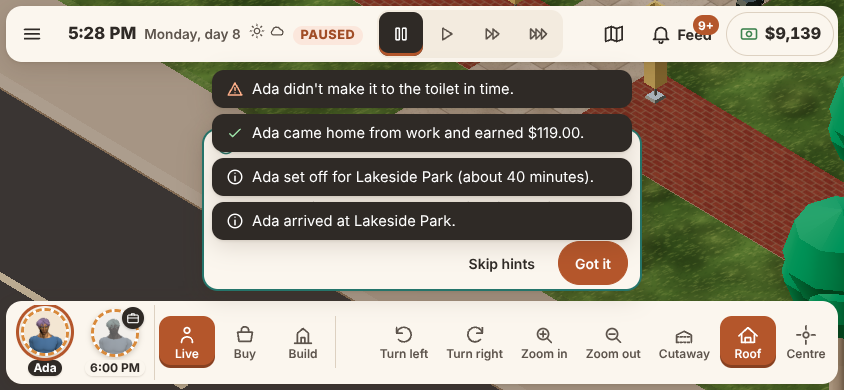 5:28 PM Monday, day 8 PAUSED Feed 9+ $9,139
Ada didn't make it to the toilet in time.
Ada came home from work and earned $119.00.
Ada set off for Lakeside Park (about 40 minutes).
Ada arrived at Lakeside Park.
Skip hints Got it
Ada 6:00 PM Live Buy Build Turn left Turn right Zoom in Zoom out Cutaway Roof Centre